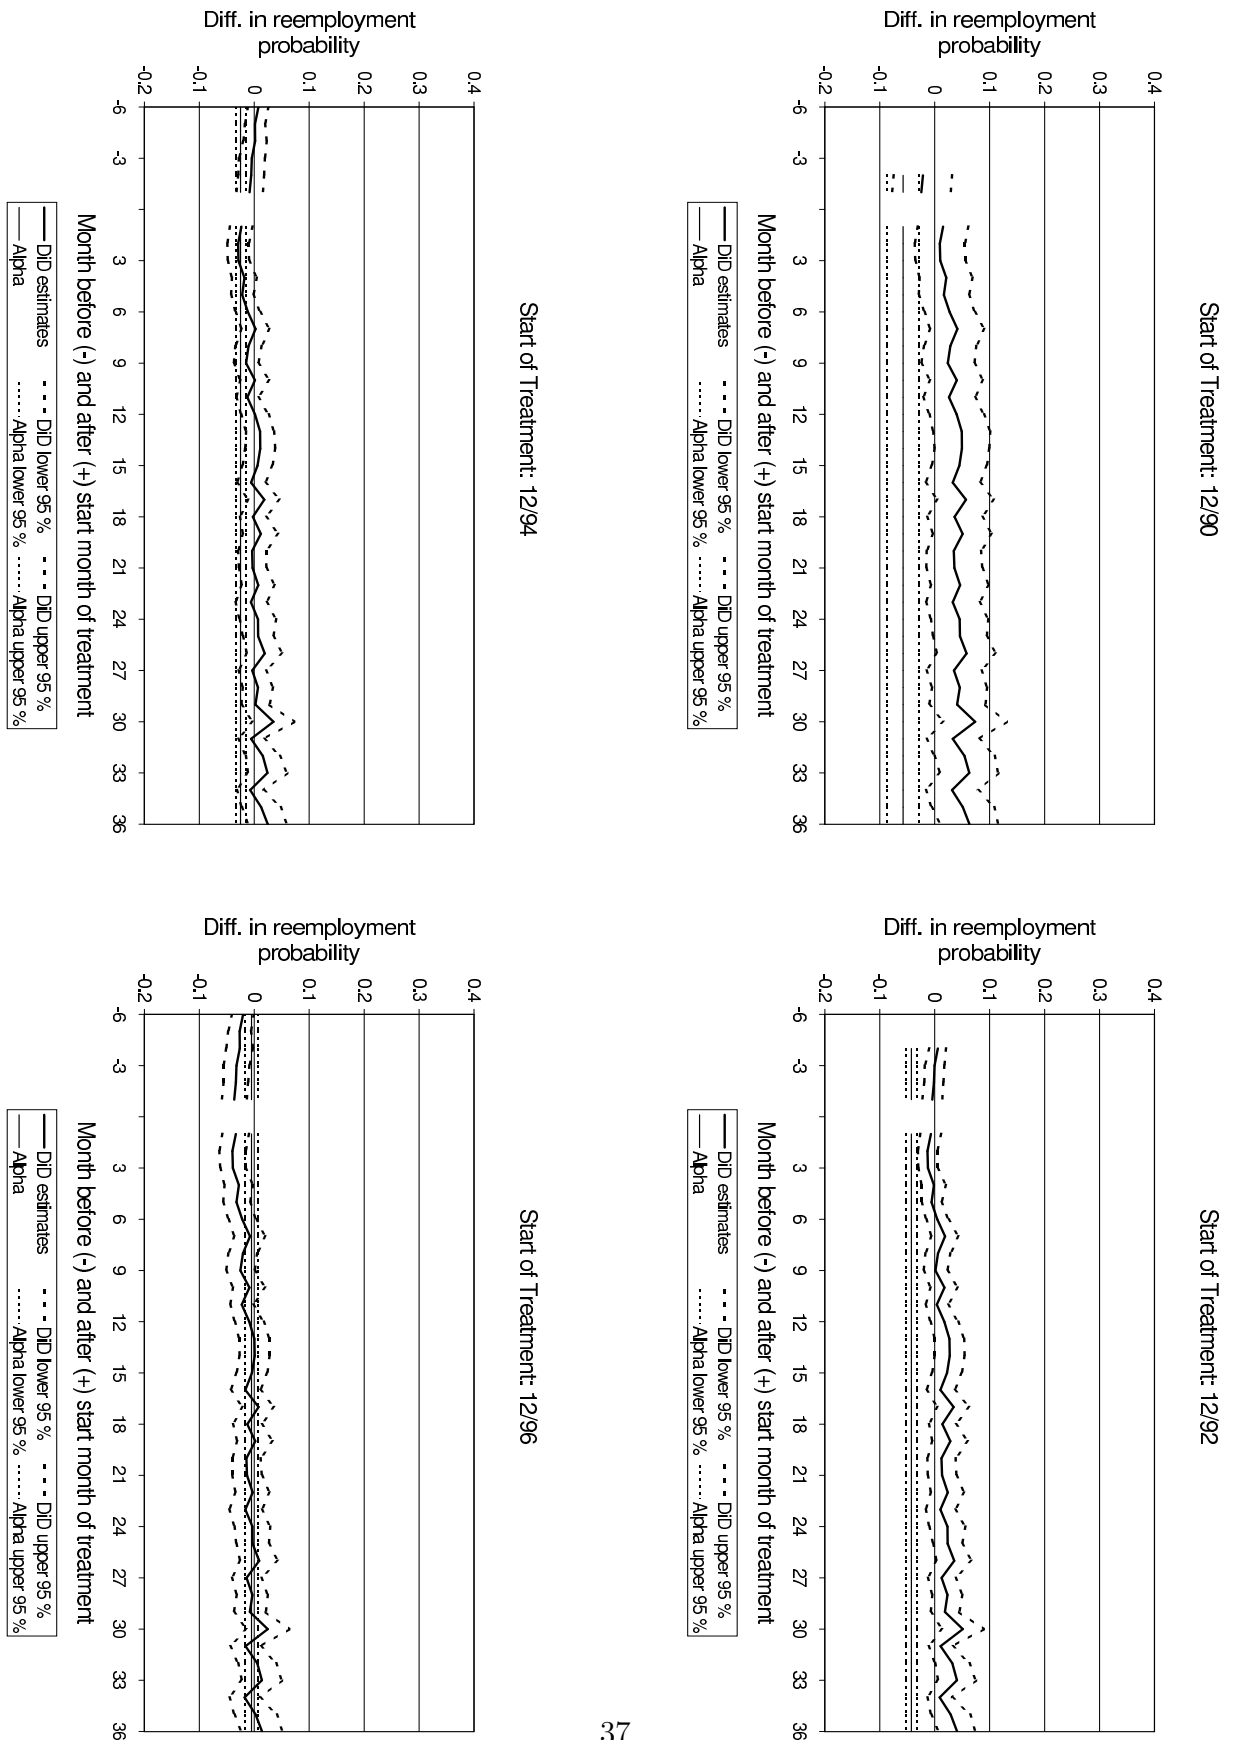 Start of Treatment: 12/90
Diff. in reemployment
probability
0.4
0.3
0.2
0.1
0
-0.1
-0.2
-6
-3
3
6
9
12
15
18
21
24
27
30
33
36
Month before (-) and after (+) start month of treatment
DiD estimates
DiD lower 95 %
DiD upper 95 %
Alpha
Alpha lower 95 %
Alpha upper 95 %
Start of Treatment: 12/92
Diff. in reemployment
probability
0.4
0.3
0.2
0.1
0
-0.1
-0.2
-6
-3
3
6
9
12
15
18
21
24
27
30
33
36
Month before (-) and after (+) start month of treatment
DiD estimates
DiD lower 95 %
DiD upper 95 %
Alpha
Alpha lower 95 %
Alpha upper 95 %
Start of Treatment: 12/94
Diff. in reemployment
probability
0.4
0.3
0.2
0.1
0
-0.1
-0.2
-6
-3
3
6
9
12
15
18
21
24
27
30
33
36
Month before (-) and after (+) start month of treatment
DiD estimates
DiD lower 95 %
DiD upper 95 %
Alpha
Alpha lower 95 %
Alpha upper 95 %
Start of Treatment: 12/96
Diff. in reemployment
probability
0.4
0.3
0.2
0.1
0
-0.1
-0.2
-6
-3
3
6
9
12
15
18
21
24
27
30
33
36
Month before (-) and after (+) start month of treatment
DiD estimates
DiD lower 95 %
DiD upper 95 %
Alpha
Alpha lower 95 %
Alpha upper 95 %
37